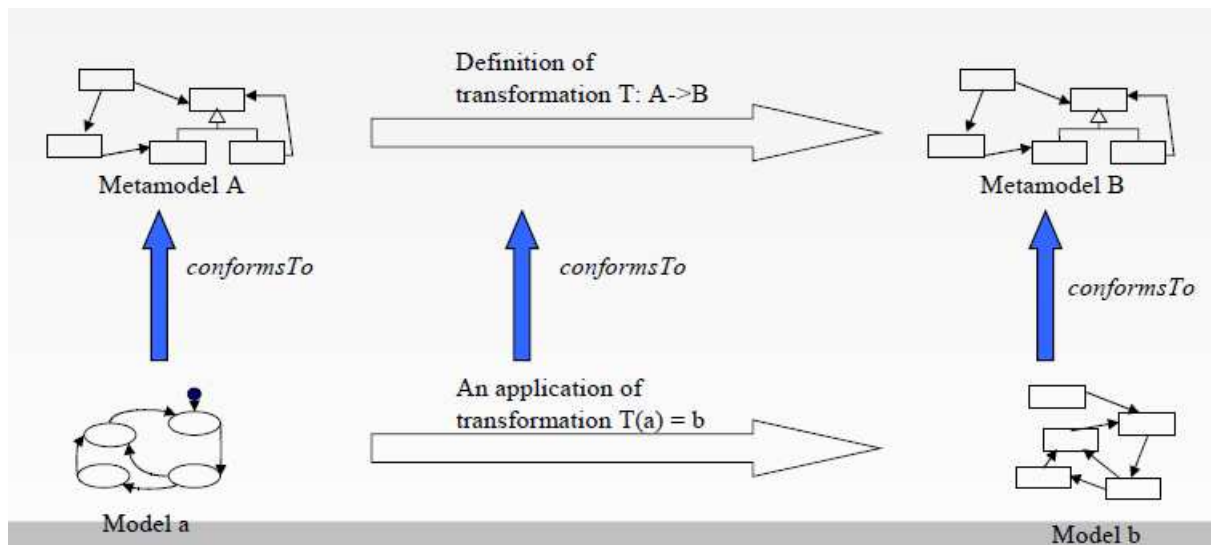 Definition of
transformation T: A->B
Metamodel A
Metamodel B
conformsTo
conformsTo
conformsTo
An application of
transformation T(a) = b
Model a
Model b